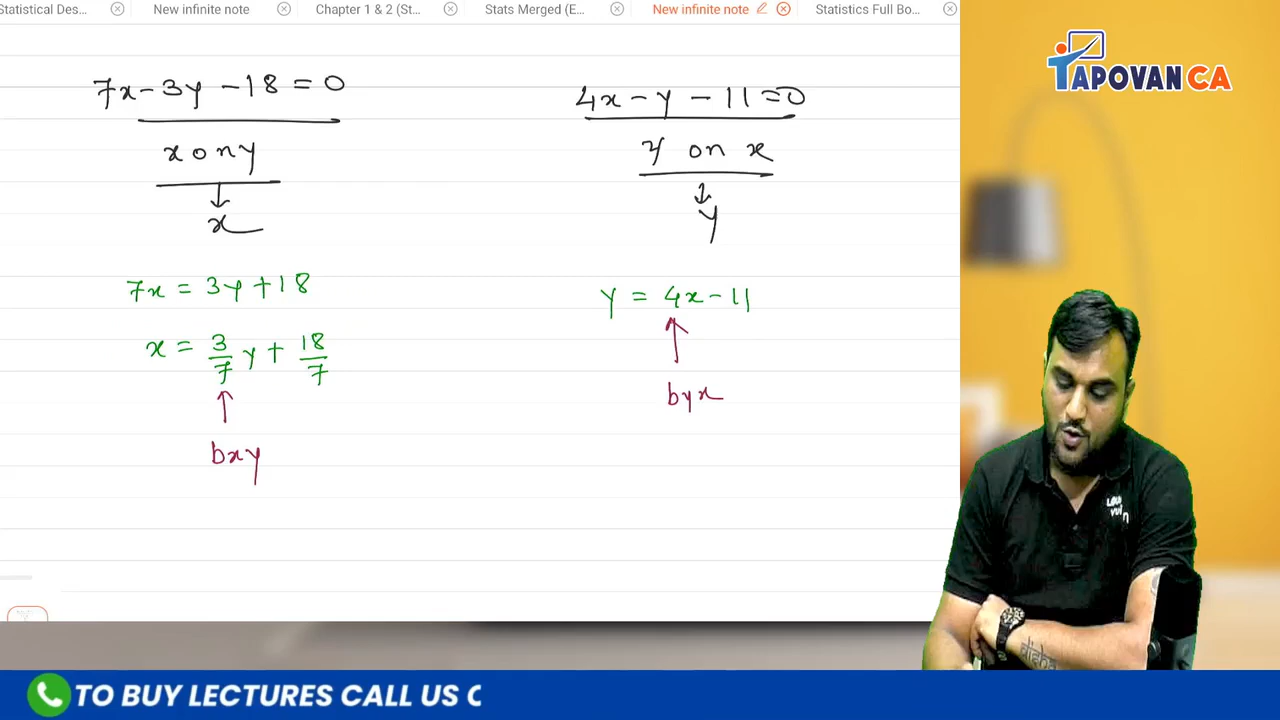 Statistical Des...
New infinite note
Chapter 1 & 2 (St...
Stats Merged (E...
New infinite note
Statistics Full Bo...
TAPOVAN CA
7x - 3y - 18 = 0
x on y
x
7x = 3y + 18
x = 3/7 y + 18/7
bxy
4x - y - 11 = 0
y on x
y
y = 4x - 11
byx
TO BUY LECTURES CALL US